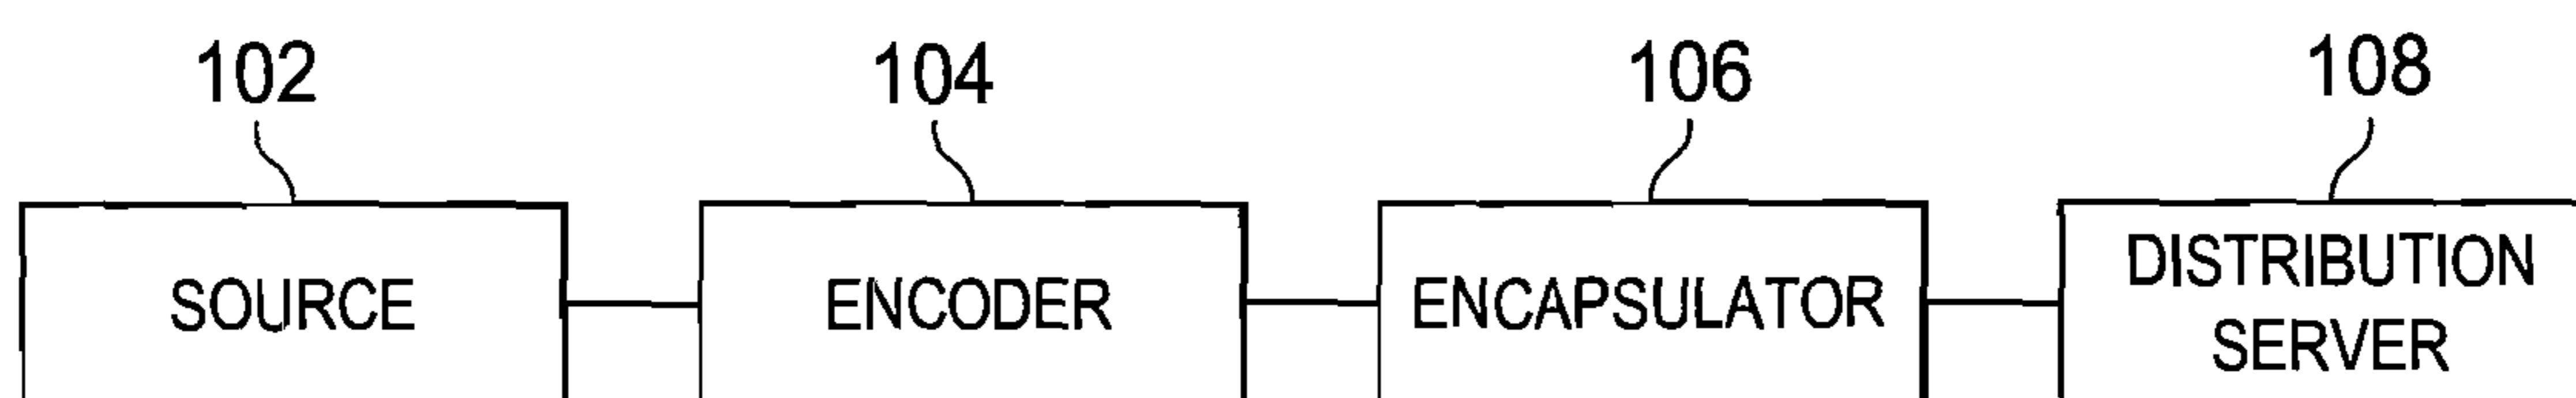 102 104 106 108
SOURCE
ENCODER
ENCAPSULATOR
DISTRIBUTION
SERVER